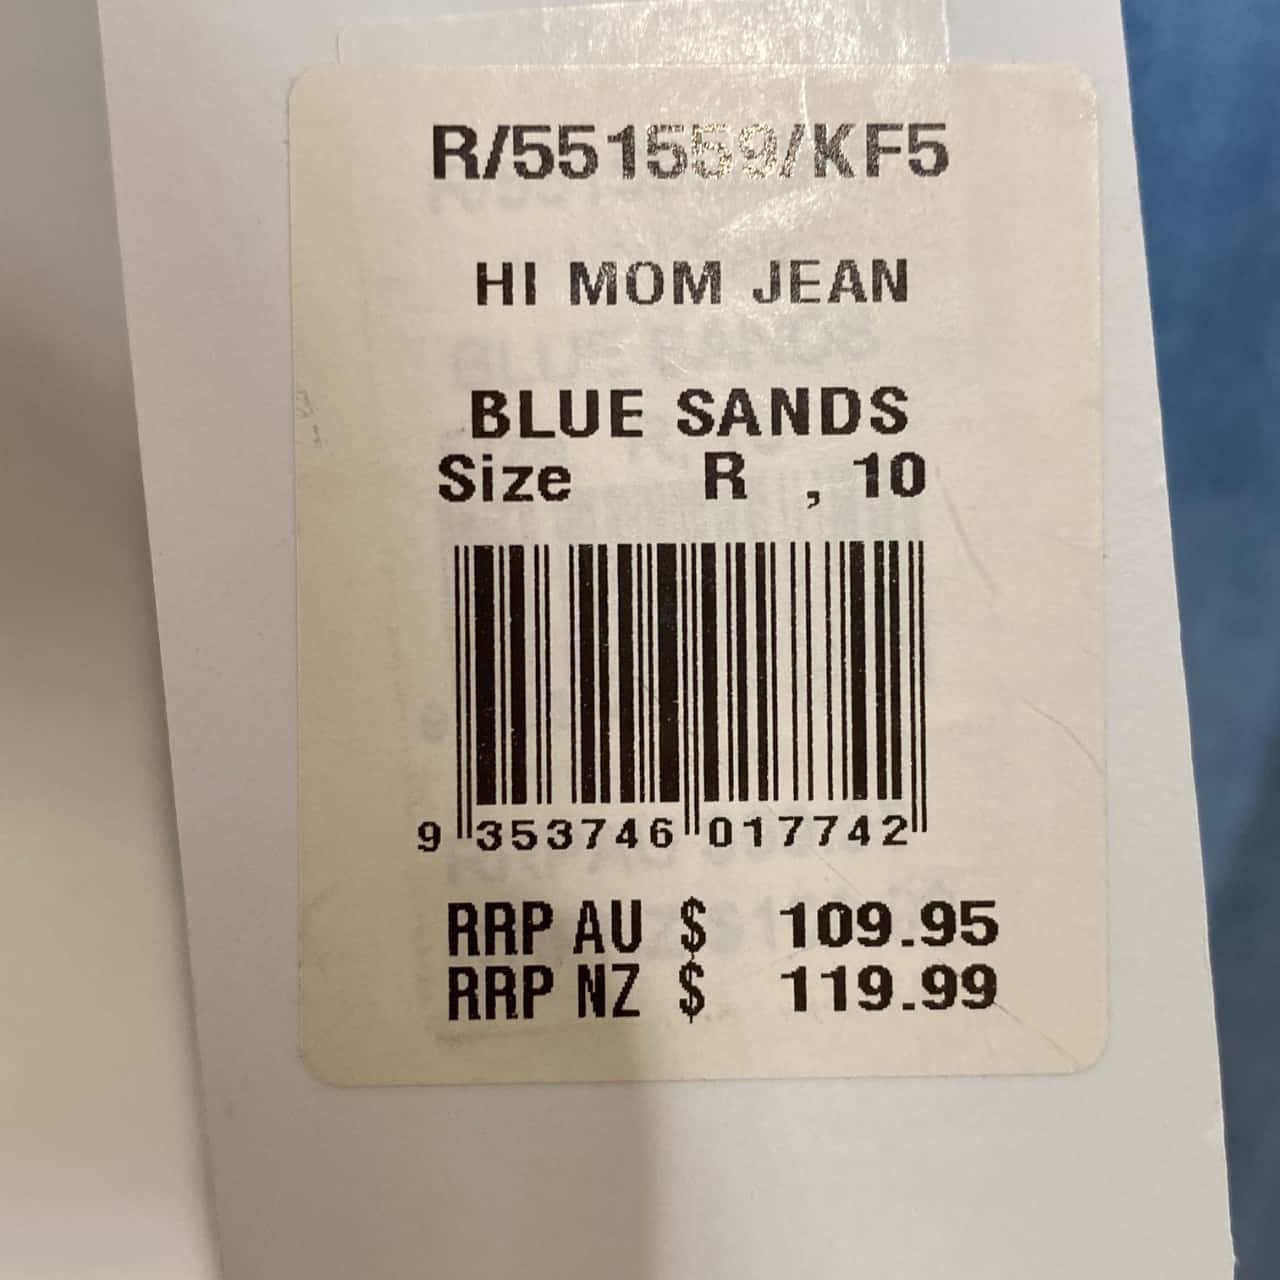 R/551559/KF5
HI MOM JEAN
BLUE SANDS
Size R , 10
9 353746 017742
RRP AU $ 109.95
RRP NZ $ 119.99